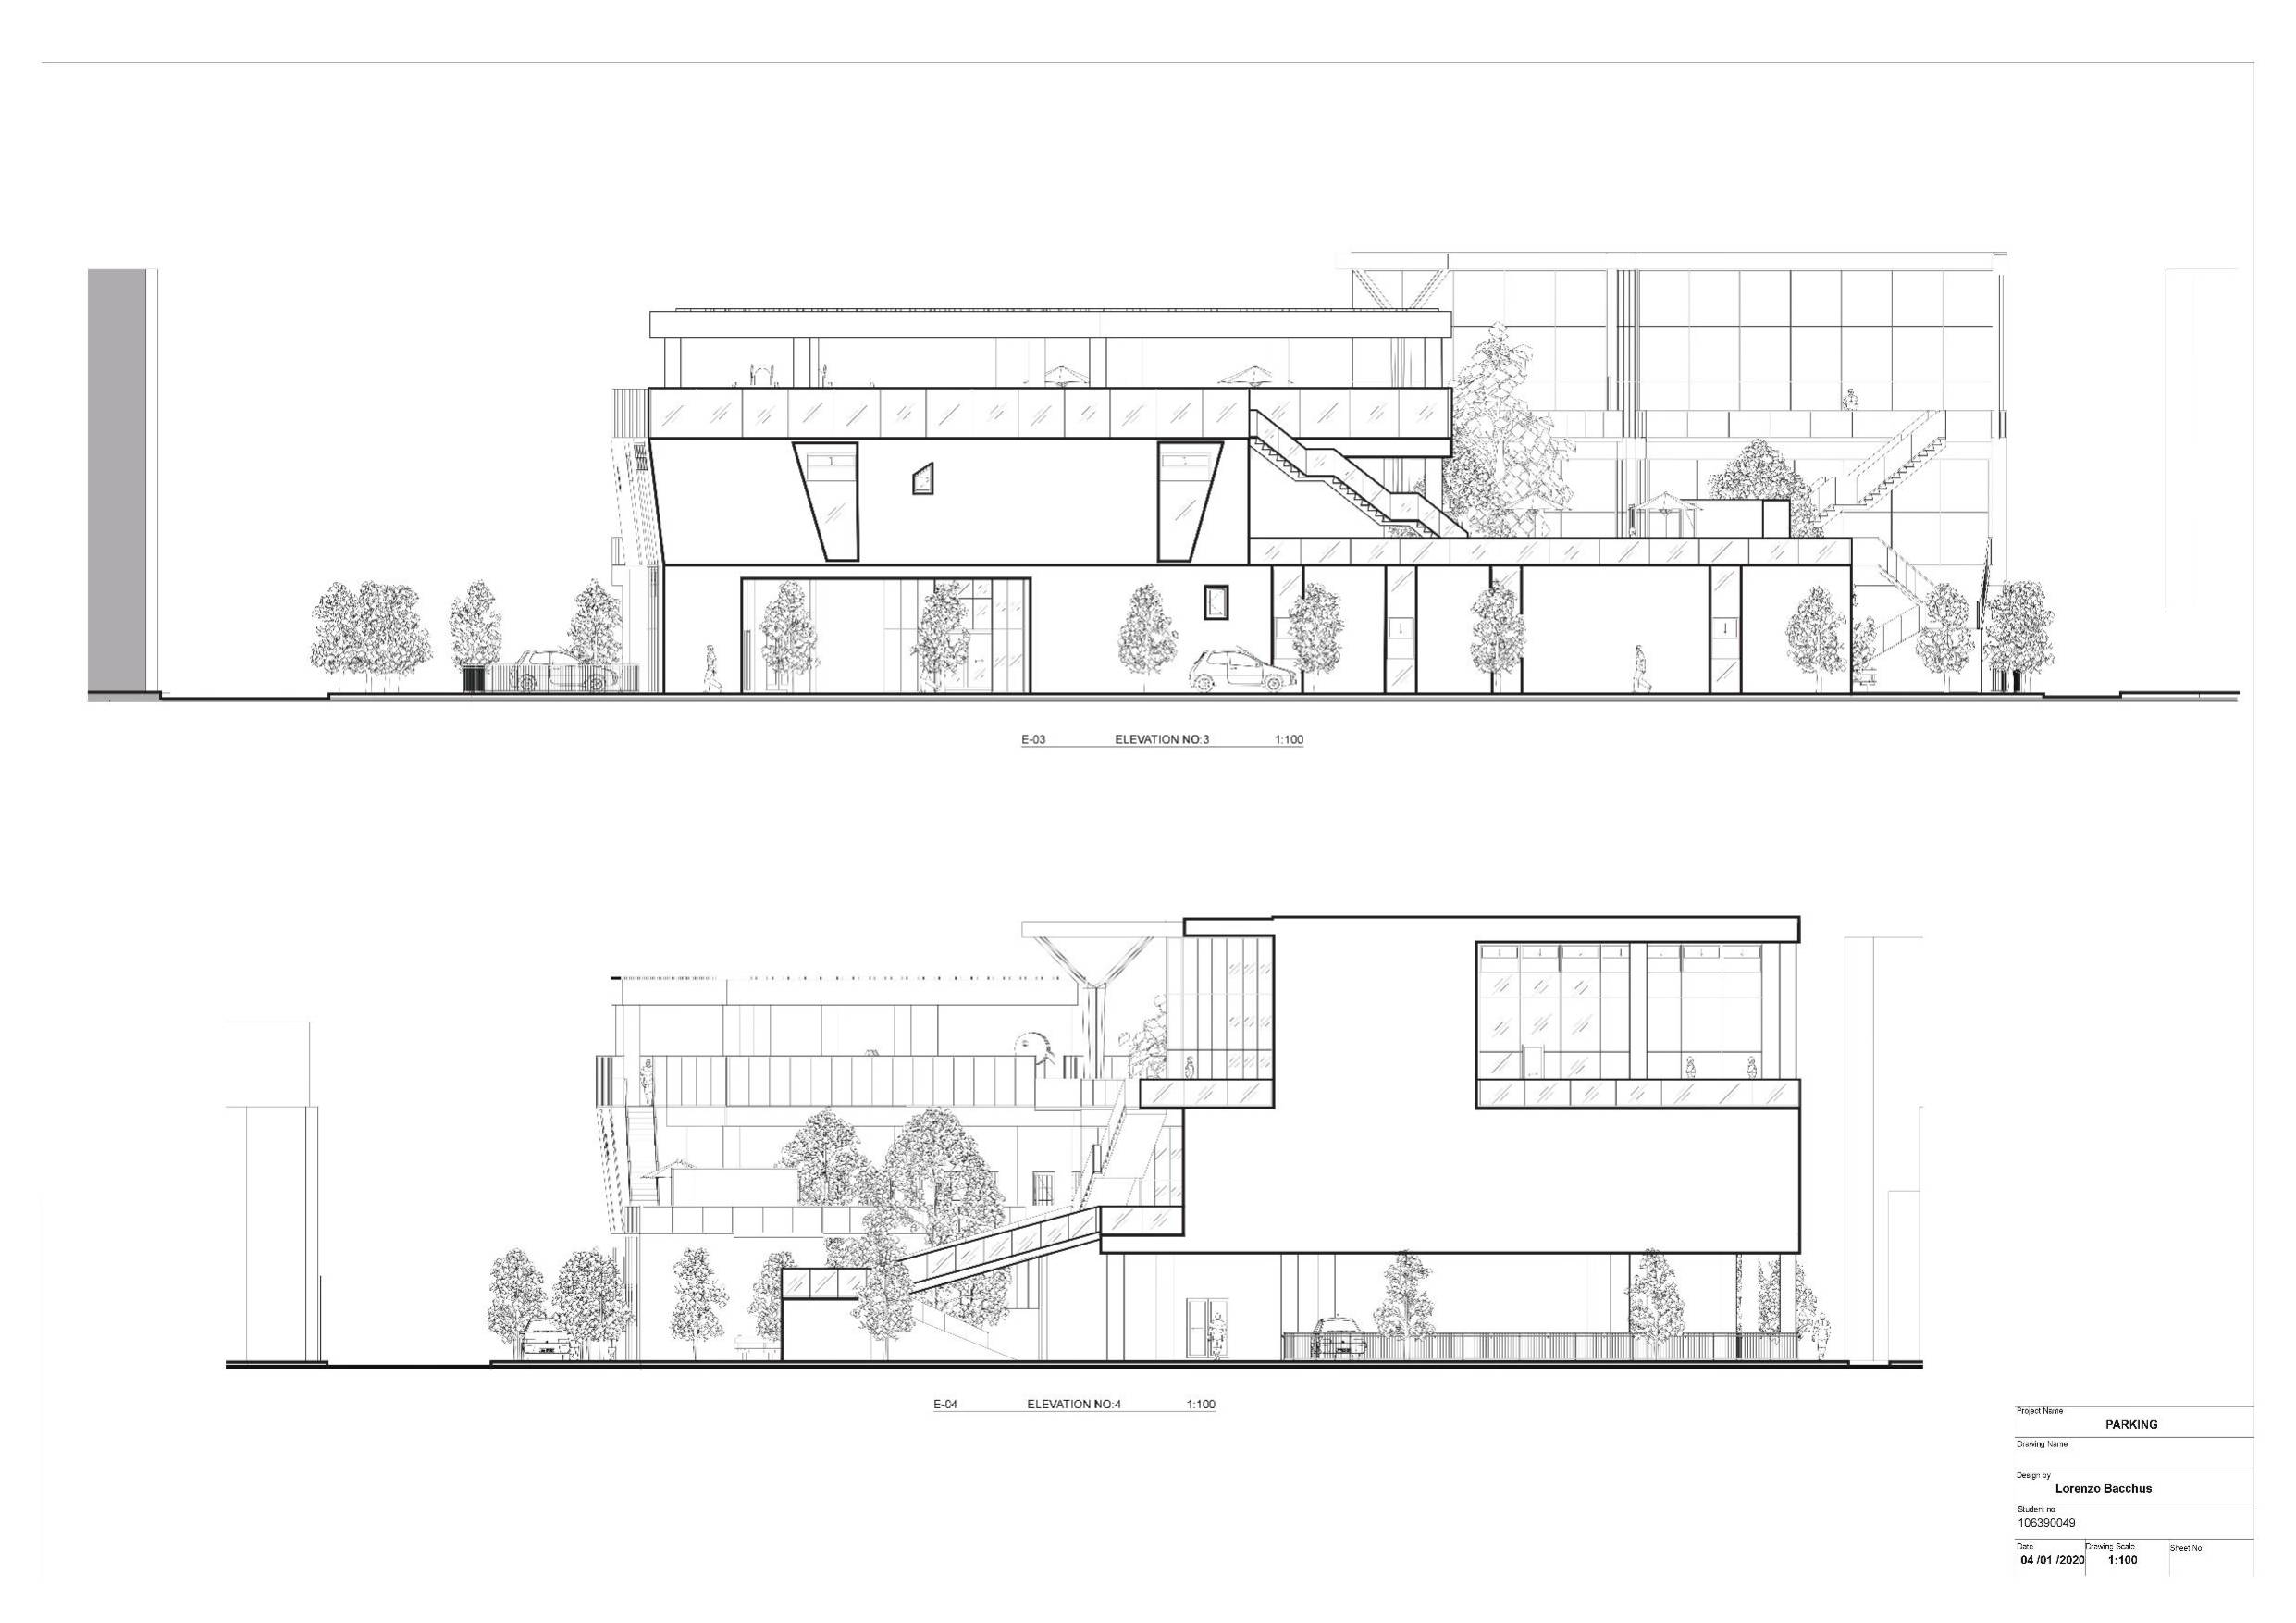 E-03 ELEVATION NO:3 1:100
E-04 ELEVATION NO:4 1:100
Project Name
PARKING
Drawing Name
Design by
Lorenzo Bacchus
Student no
106390049
Date Drawing Scale Sheet No:
04 /01 /2020 1:100